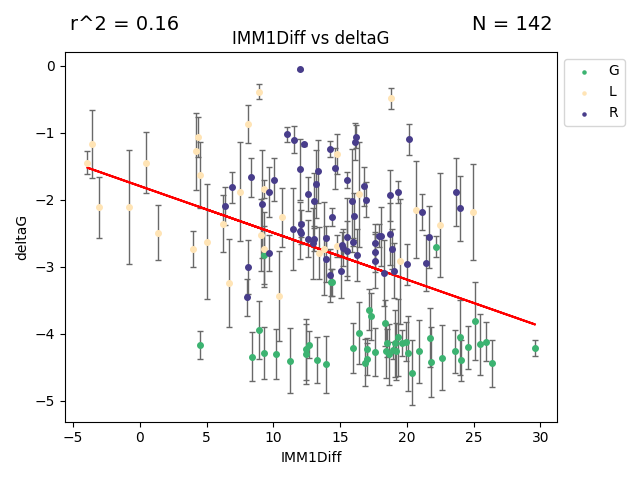 r^2 = 0.16
N = 142
IMM1Diff vs deltaG
G
L
R
0
−1
−2
−3
−4
−5
deltaG
−5
0
5
10
15
20
25
30
IMM1Diff